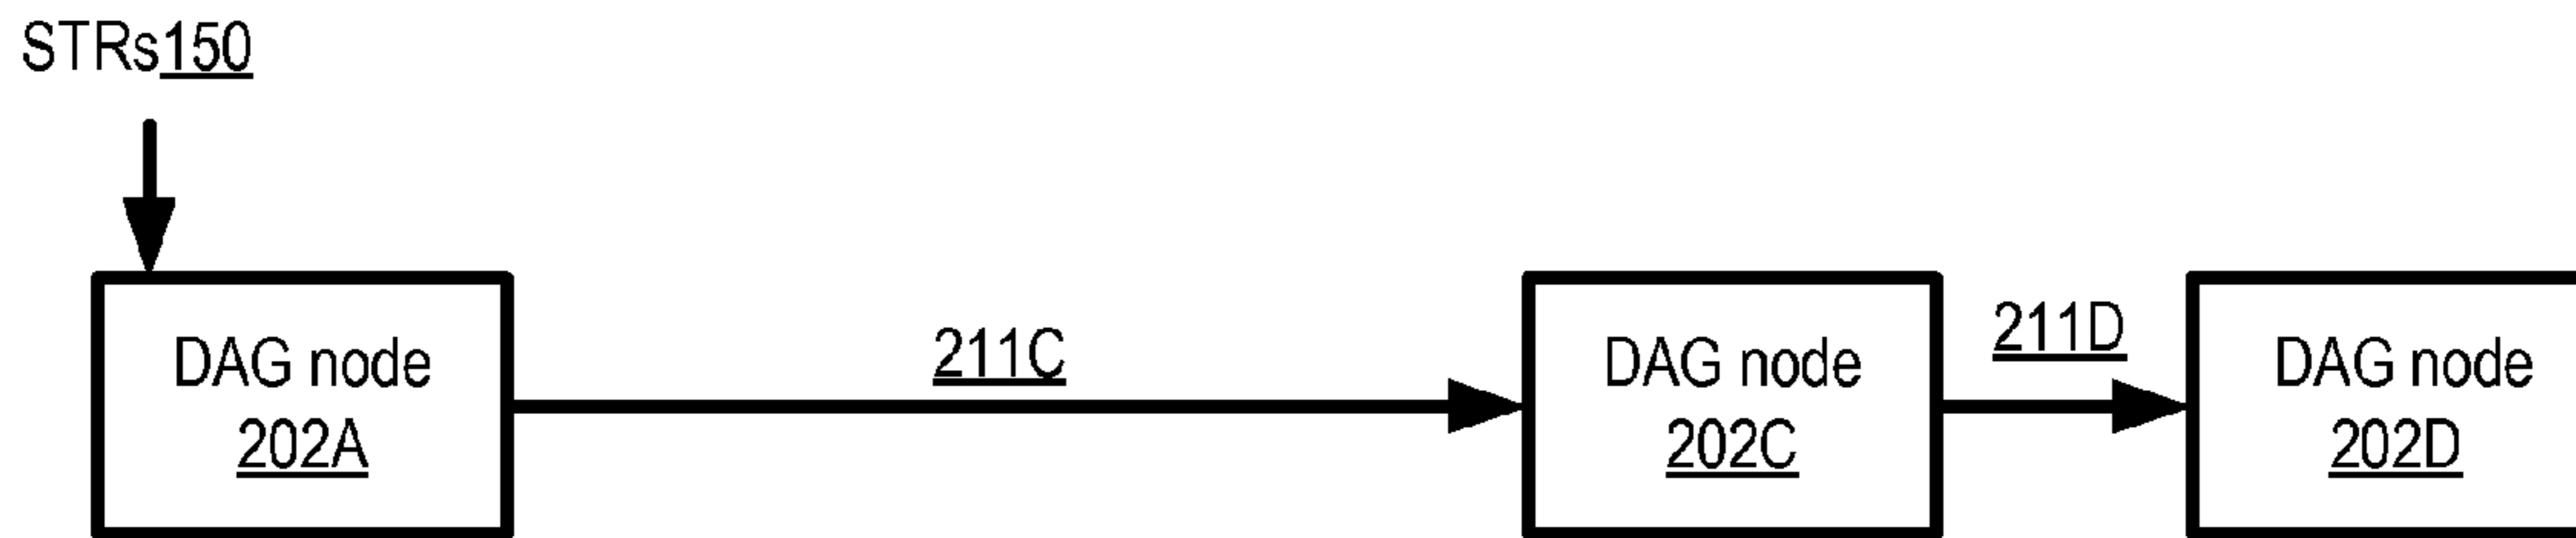 STRs150
211C
211D
DAG node
202A
DAG node
202C
DAG node
202D